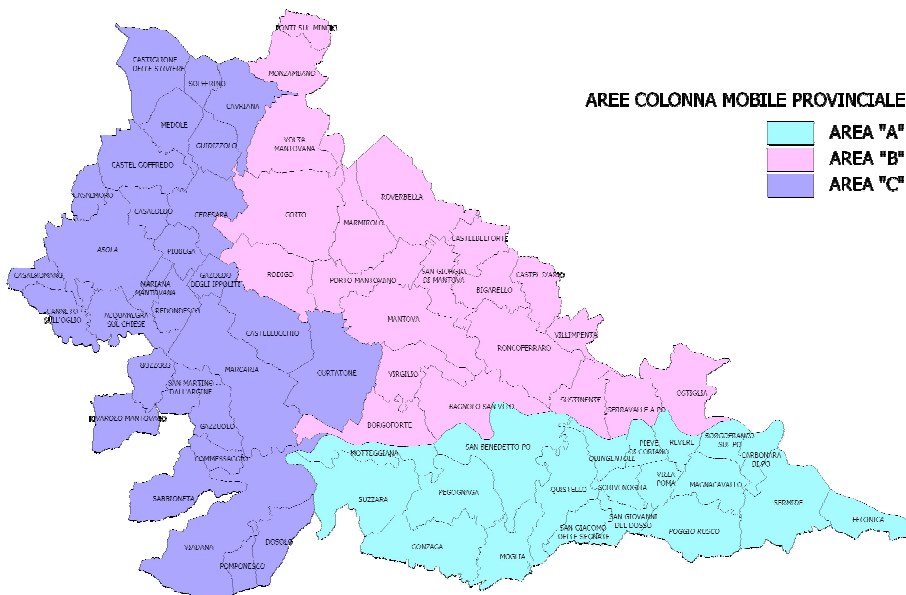 PONTI SUL MINCIO
CASTIGLIONE
DELLE STIVIERE
MONZAMBANO
SOLFERINO
CAVRIANA
AREE COLONNA MOBILE PROVINCIALE
AREA "A"
AREA "B"
AREA "C"
MEDOLE
GUIDIZZOLO
VOLTA
MANTOVANA
CASTEL GOFFREDO
CASALMORO
CASALOLDO
CERESARA
GOITO
MARMIROLO
ROVERBELLA
CASTELBELFORTE
ASOLA
PIUBEGA
CASALROMANO
MARIANA
MANTOVANA
GAZOLDO
DEGLI IPPOLITI
RODIGO
PORTO MANTOVANO
SAN GIORGIO
DI MANTOVA
BIGARELLO
CASTEL D'ARIO
CANNETO
SULL'OGLIO
ACQUANEGRA
SUL CHIESE
REDONDESCO
CASTELLUCCHIO
MANTOVA
RONCOFERRARO
VILLIMPENTA
BOZZOLO
SAN MARTINO
DALL'ARGINE
MARCARIA
CURTATONE
VIRGILIO
BAGNOLO SAN VITO
SUSTINENTE
SERRAVALLE A PO
OSTIGLIA
RIVAROLO MANTOVANO
GAZZUOLO
BORGOFORTE
COMMESSAGGIO
MOTTEGGIANA
SAN BENEDETTO PO
QUINGENTOLE
PIEVE
DI CORIANO
REVERE
BORGOFRANCO
SUL PO
CARBONARA
DI PO
SABBIONETA
SUZZARA
PEGOGNAGA
QUISTELLO
SCHIVENOGLIA
VILLA
POMA
MAGNACAVALLO
SERMIDE
FELONICA
VIADANA
POMPONESCO
DOSOLO
GONZAGA
MOGLIA
SAN GIACOMO
DELLE SEGNATE
SAN GIOVANNI
DEL DOSSO
POGGIO RUSCO